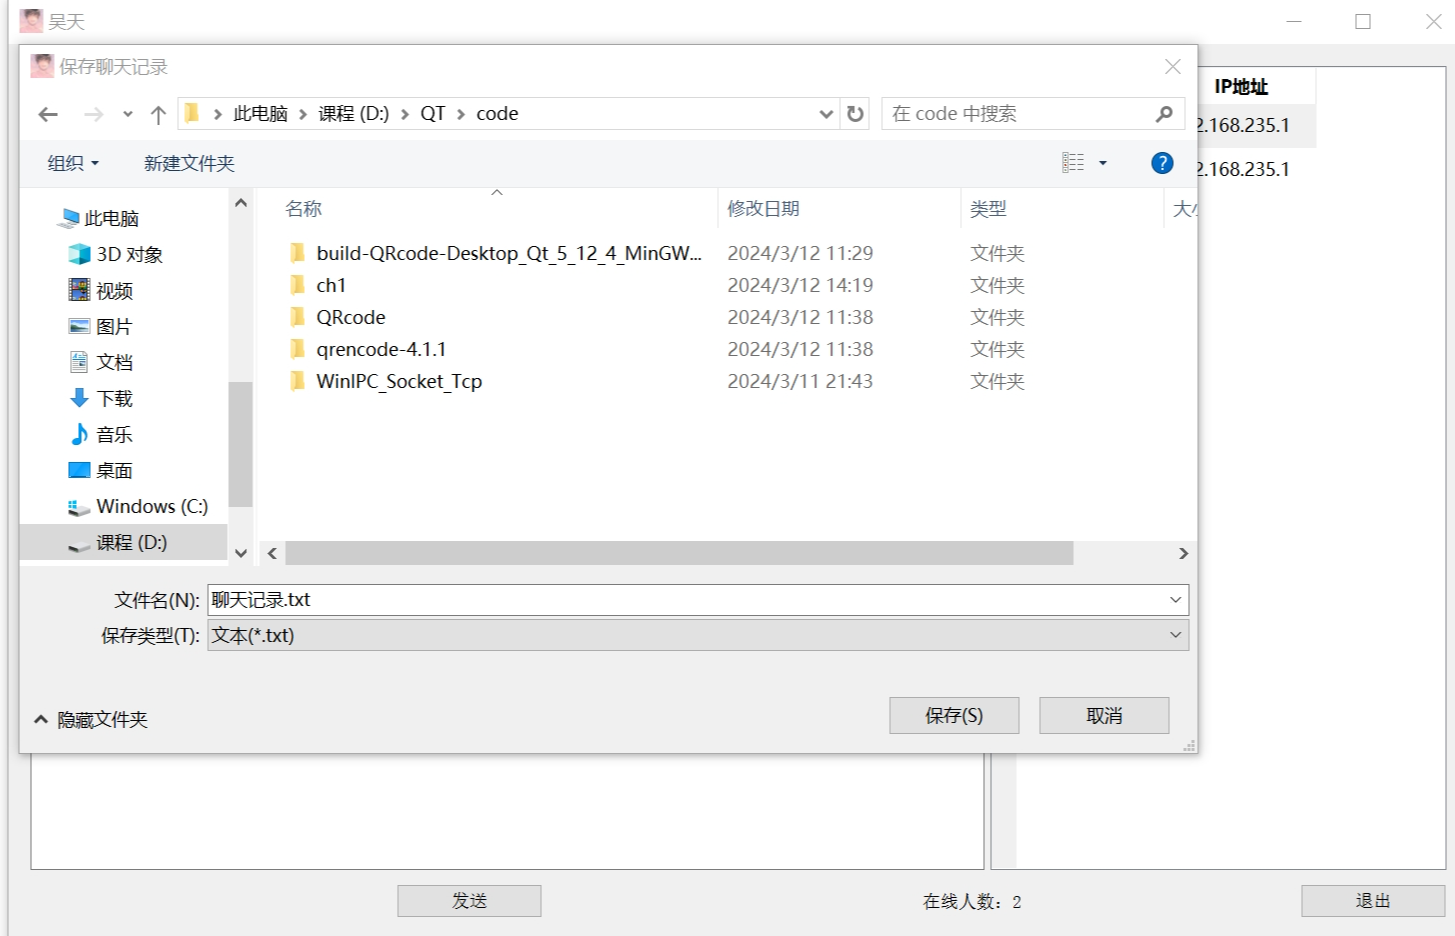 吴天
保存聊天记录
此电脑 课程 (D:) QT code
在 code 中搜索
组织 新建文件夹
名称 修改日期 类型
此电脑
3D 对象
视频
图片
文档
下载
音乐
桌面
Windows (C:)
课程 (D:)
build-QRcode-Desktop_Qt_5_12_4_MinGW... 2024/3/12 11:29 文件夹
ch1 2024/3/12 14:19 文件夹
QRcode 2024/3/12 11:38 文件夹
qrencode-4.1.1 2024/3/12 11:38 文件夹
WinIPC_Socket_Tcp 2024/3/11 21:43 文件夹
文件名(N): 聊天记录.txt
保存类型(T): 文本(*.txt)
隐藏文件夹 保存(S) 取消
IP地址
2.168.235.1
2.168.235.1
发送 在线人数：2 退出